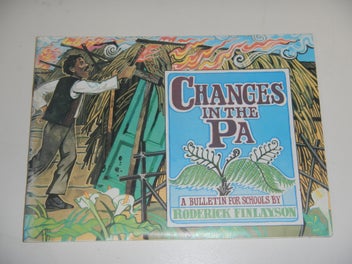 CHANGES
IN THE
PA
A BULLETIN FOR SCHOOLS BY
RODERICK FINLAYSON